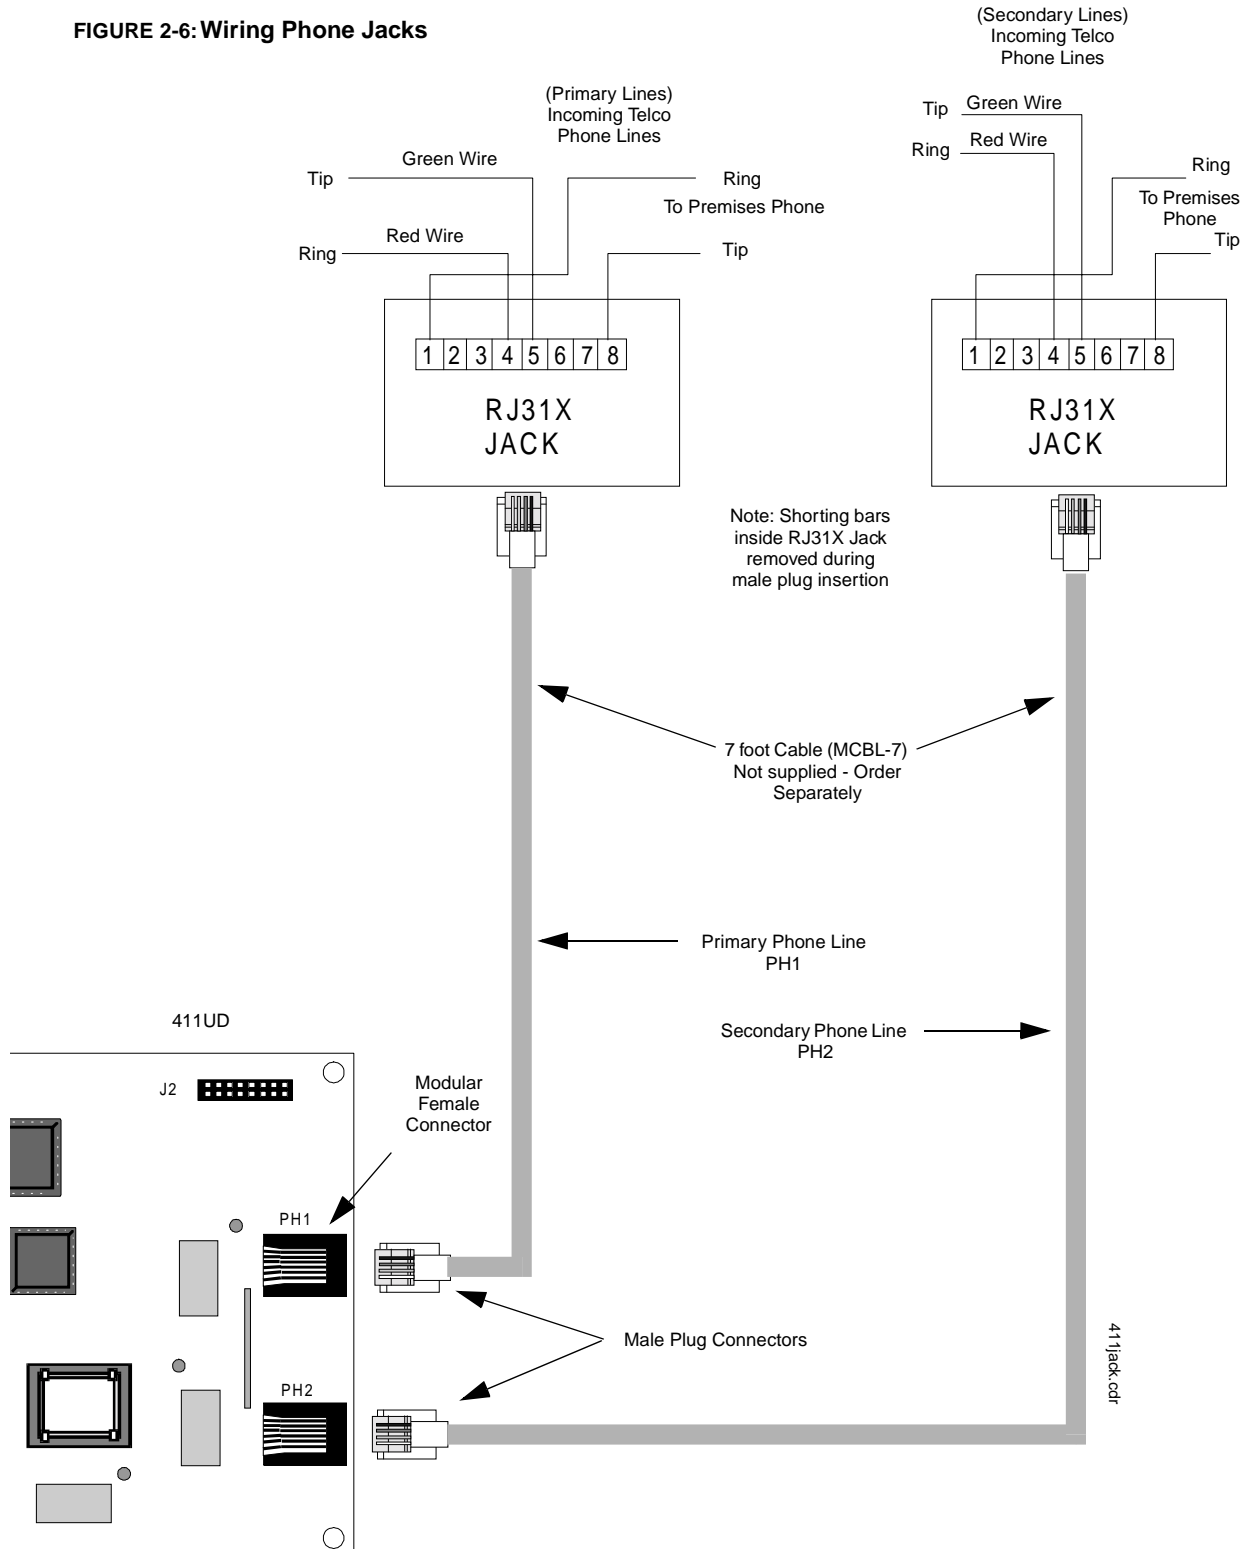 FIGURE 2-6: Wiring Phone Jacks
(Secondary Lines)
Incoming Telco
Phone Lines
(Primary Lines)
Incoming Telco
Phone Lines
Tip
Green Wire
Ring
Red Wire
Green Wire
Tip
Ring
To Premises Phone
Ring
To Premises
Phone
Tip
Red Wire
Ring
Tip
1 2 3 4 5 6 7 8
RJ31X
JACK
1 2 3 4 5 6 7 8
RJ31X
JACK
Note: Shorting bars
inside RJ31X Jack
removed during
male plug insertion
7 foot Cable (MCBL-7)
Not supplied - Order
Separately
Primary Phone Line
PH1
Secondary Phone Line
PH2
411UD
J2
Modular
Female
Connector
PH1
Male Plug Connectors
PH2
411jack.cdr